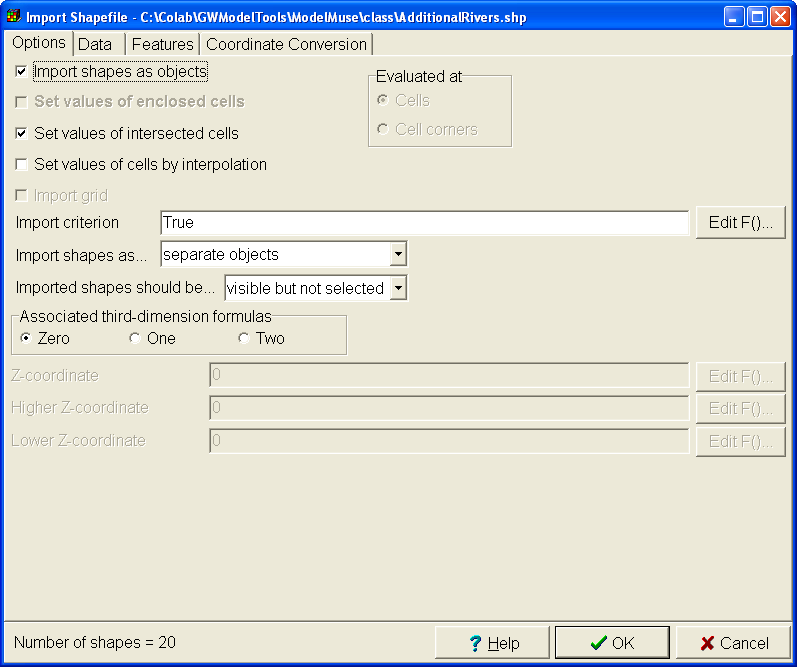 Import Shapefile - C:\Colab\GWModelTools\ModelMuse\class\AdditionalRivers.shp
Options Data Features Coordinate Conversion
Import shapes as objects
Evaluated at
Set values of enclosed cells
Cells
Set values of intersected cells
Cell corners
Set values of cells by interpolation
Import grid
Import criterion True Edit F()...
Import shapes as... separate objects
Imported shapes should be... visible but not selected
Associated third-dimension formulas
Zero One Two
Z-coordinate 0 Edit F()...
Higher Z-coordinate 0 Edit F()...
Lower Z-coordinate 0 Edit F()...
Number of shapes = 20 ? Help OK Cancel